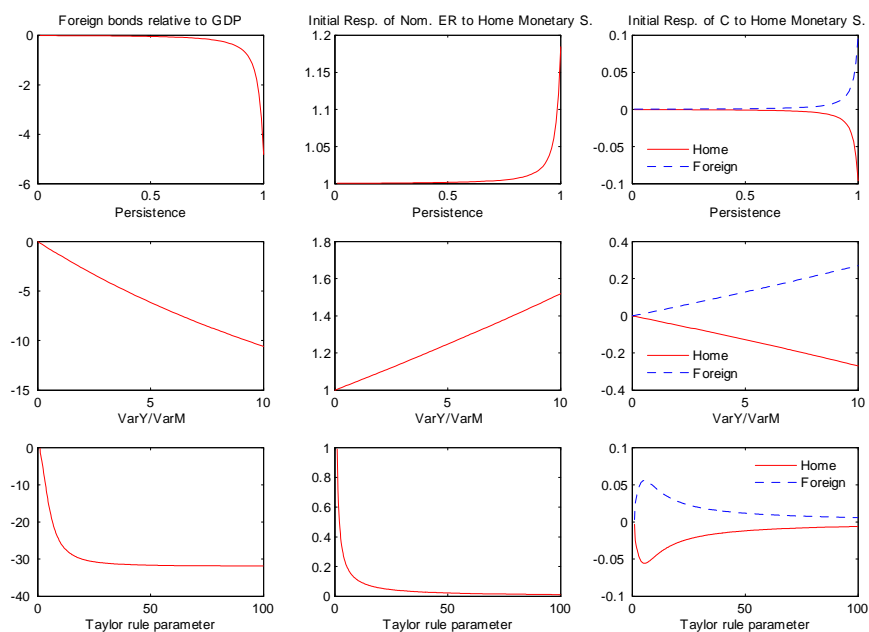 Foreign bonds relative to GDP
0
-2
-4
-6
0 0.5 1
Persistence
Initial Resp. of Nom. ER to Home Monetary S.
1.2
1.15
1.1
1.05
1
0 0.5 1
Persistence
Initial Resp. of C to Home Monetary S.
0.1
0.05
0
-0.05
-0.1
Home
Foreign
0 0.5 1
Persistence
0
-5
-10
-15
0 5 10
VarY/VarM
1.8
1.6
1.4
1.2
1
0 5 10
VarY/VarM
0.4
0.2
0
-0.2
-0.4
Home
Foreign
0 5 10
VarY/VarM
0
-10
-20
-30
-40
0 50 100
Taylor rule parameter
1
0.8
0.6
0.4
0.2
0
0 50 100
Taylor rule parameter
0.1
0.05
0
-0.05
-0.1
Home
Foreign
0 50 100
Taylor rule parameter